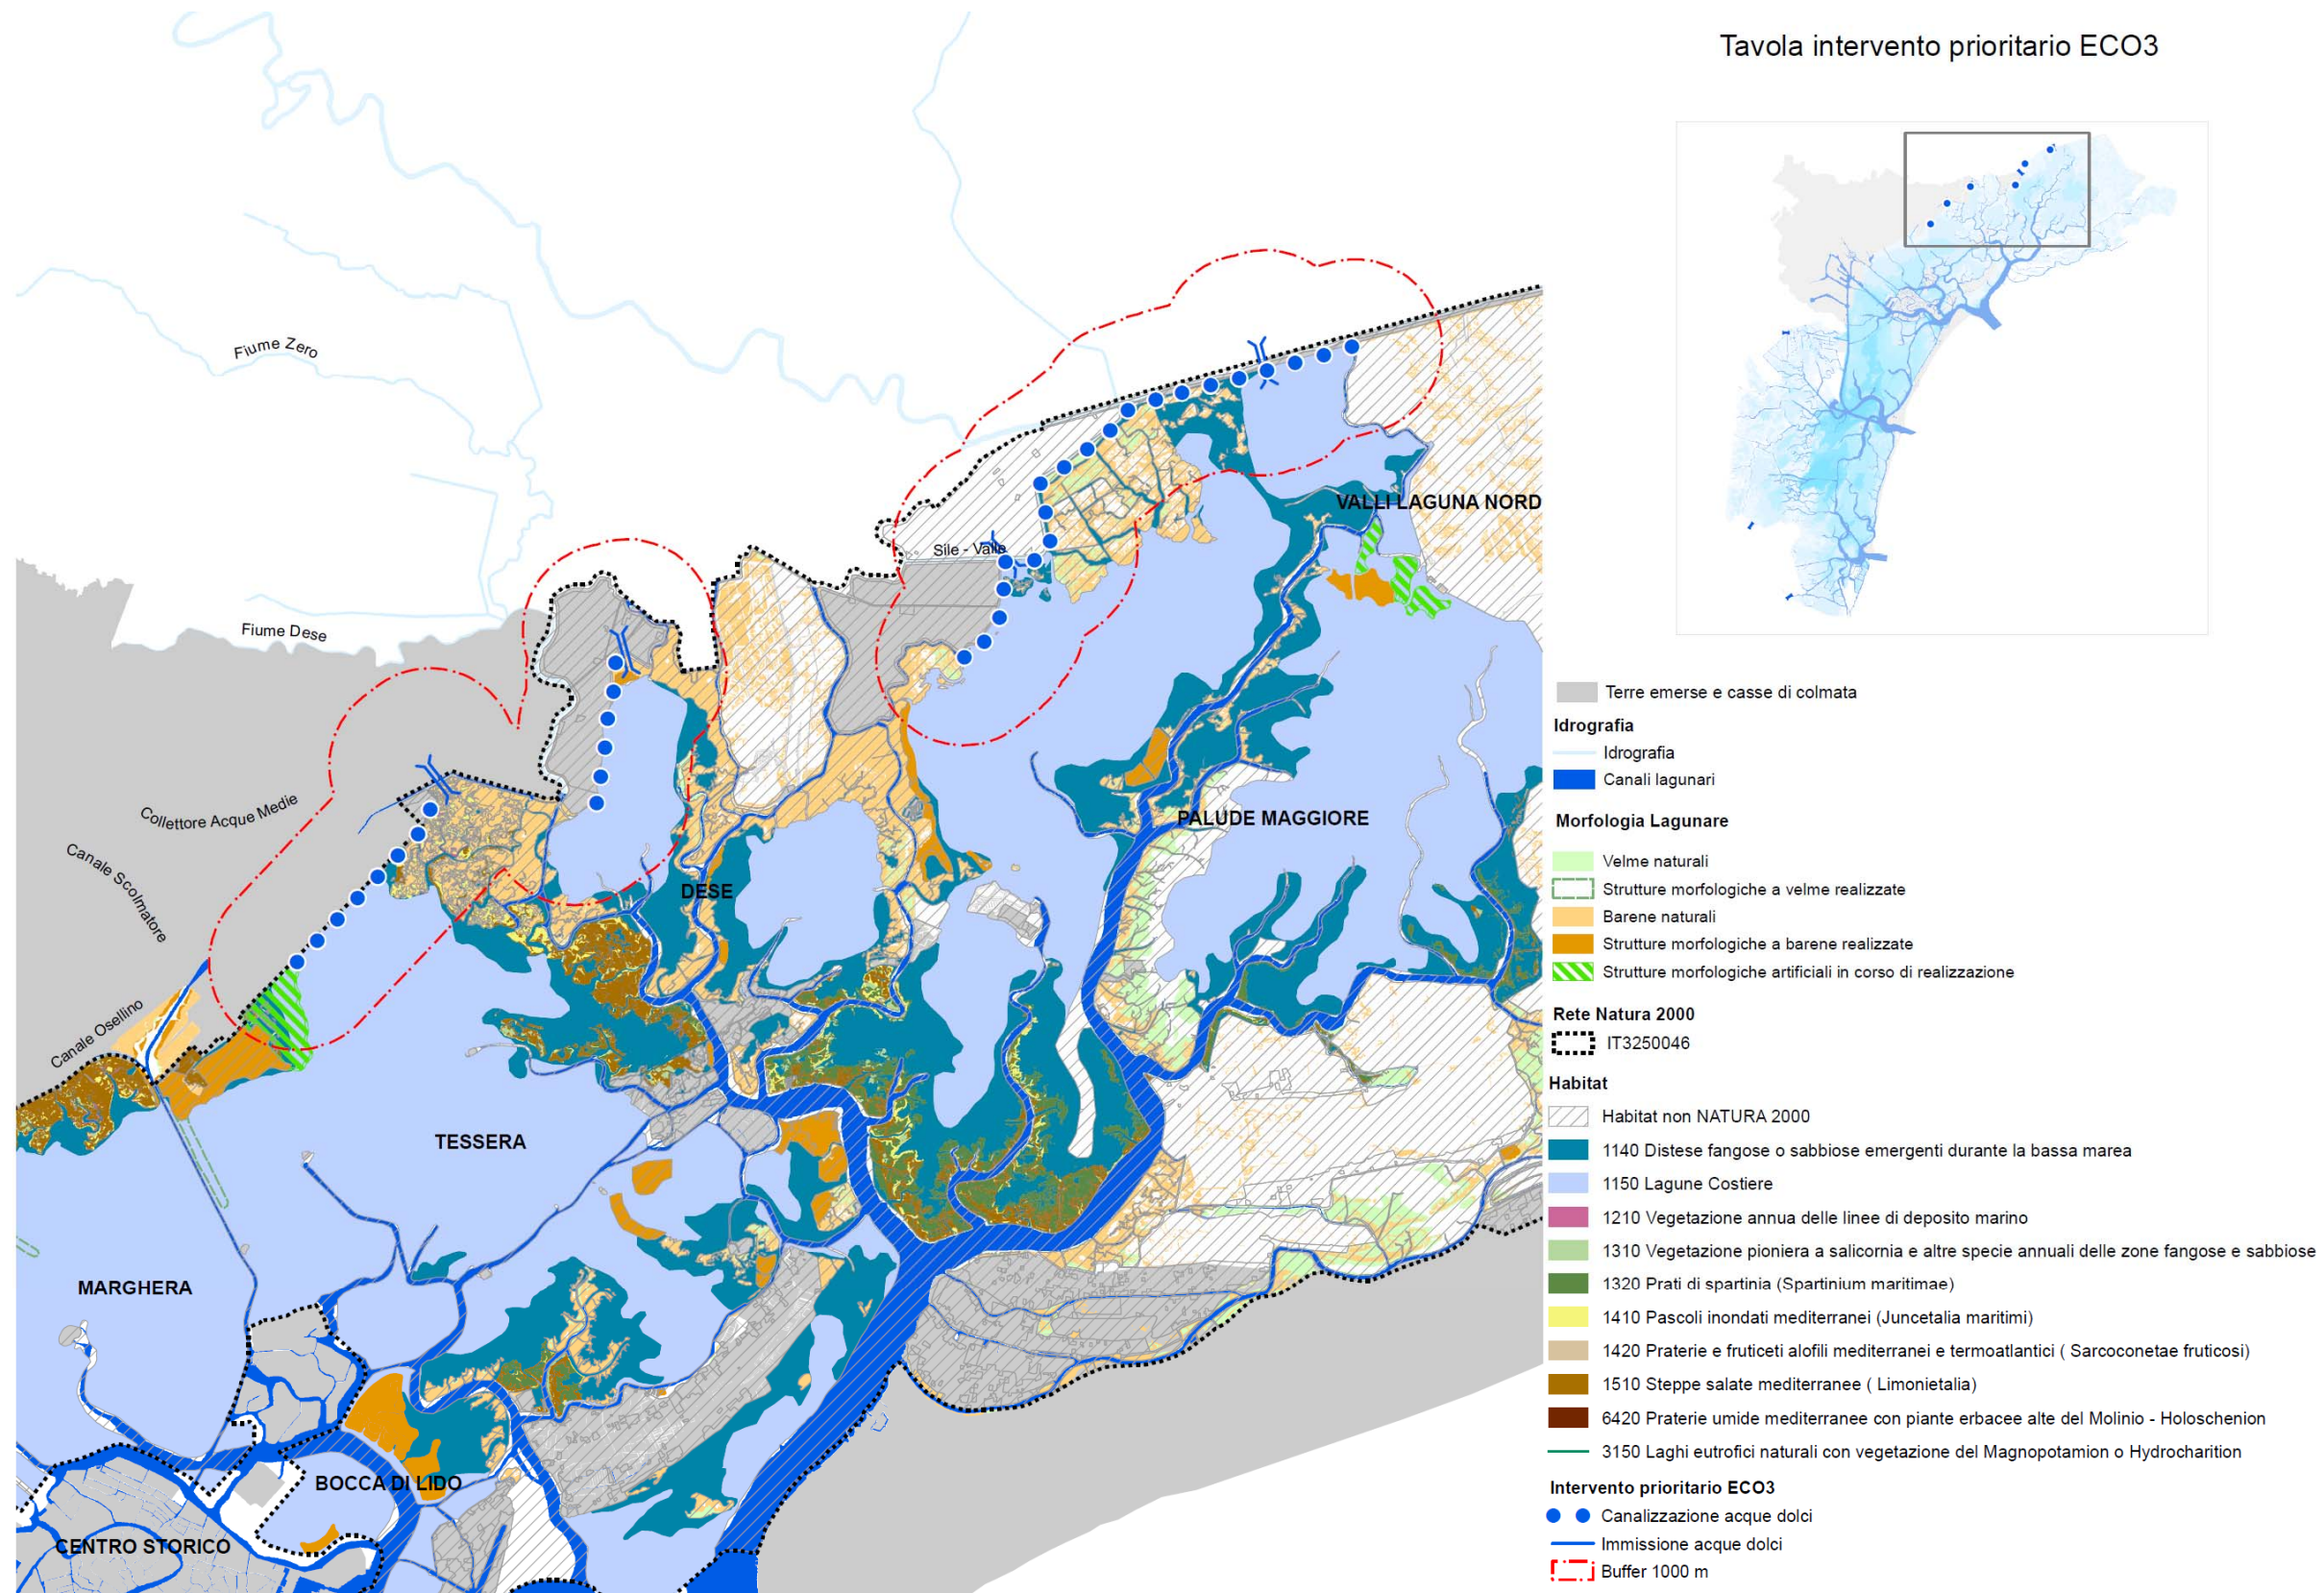 Tavola intervento prioritario ECO3
Fiume Zero
Fiume Dese
Sile - Valle
VALLI LAGUNA NORD
Collettore Acque Medie
Canale Scolmatore
Canale Osellino
PALUDE MAGGIORE
DESE
TESSERA
MARGHERA
BOCCA DI LIDO
CENTRO STORICO
Terre emerse e casse di colmata
Idrografia
Idrografia
Canali lagunari
Morfologia Lagunare
Velme naturali
Strutture morfologiche a velme realizzate
Barene naturali
Strutture morfologiche a barene realizzate
Strutture morfologiche artificiali in corso di realizzazione
Rete Natura 2000
IT3250046
Habitat
Habitat non NATURA 2000
1140 Distese fangose o sabbiose emergenti durante la bassa marea
1150 Lagune Costiere
1210 Vegetazione annua delle linee di deposito marino
1310 Vegetazione pioniera a salicornia e altre specie annuali delle zone fangose e sabbiose
1320 Prati di spartinia (Spartinium maritimae)
1410 Pascoli inondati mediterranei (Juncetalia maritimi)
1420 Praterie e fruticeti alofili mediterranei e termoatlantici ( Sarcoconetae fruticosi)
1510 Steppe salate mediterranee ( Limonietalia)
6420 Praterie umide mediterranee con piante erbacee alte del Molinio - Holoschenion
3150 Laghi eutrofici naturali con vegetazione del Magnopotamion o Hydrocharition
Intervento prioritario ECO3
Canalizzazione acque dolci
Immissione acque dolci
Buffer 1000 m